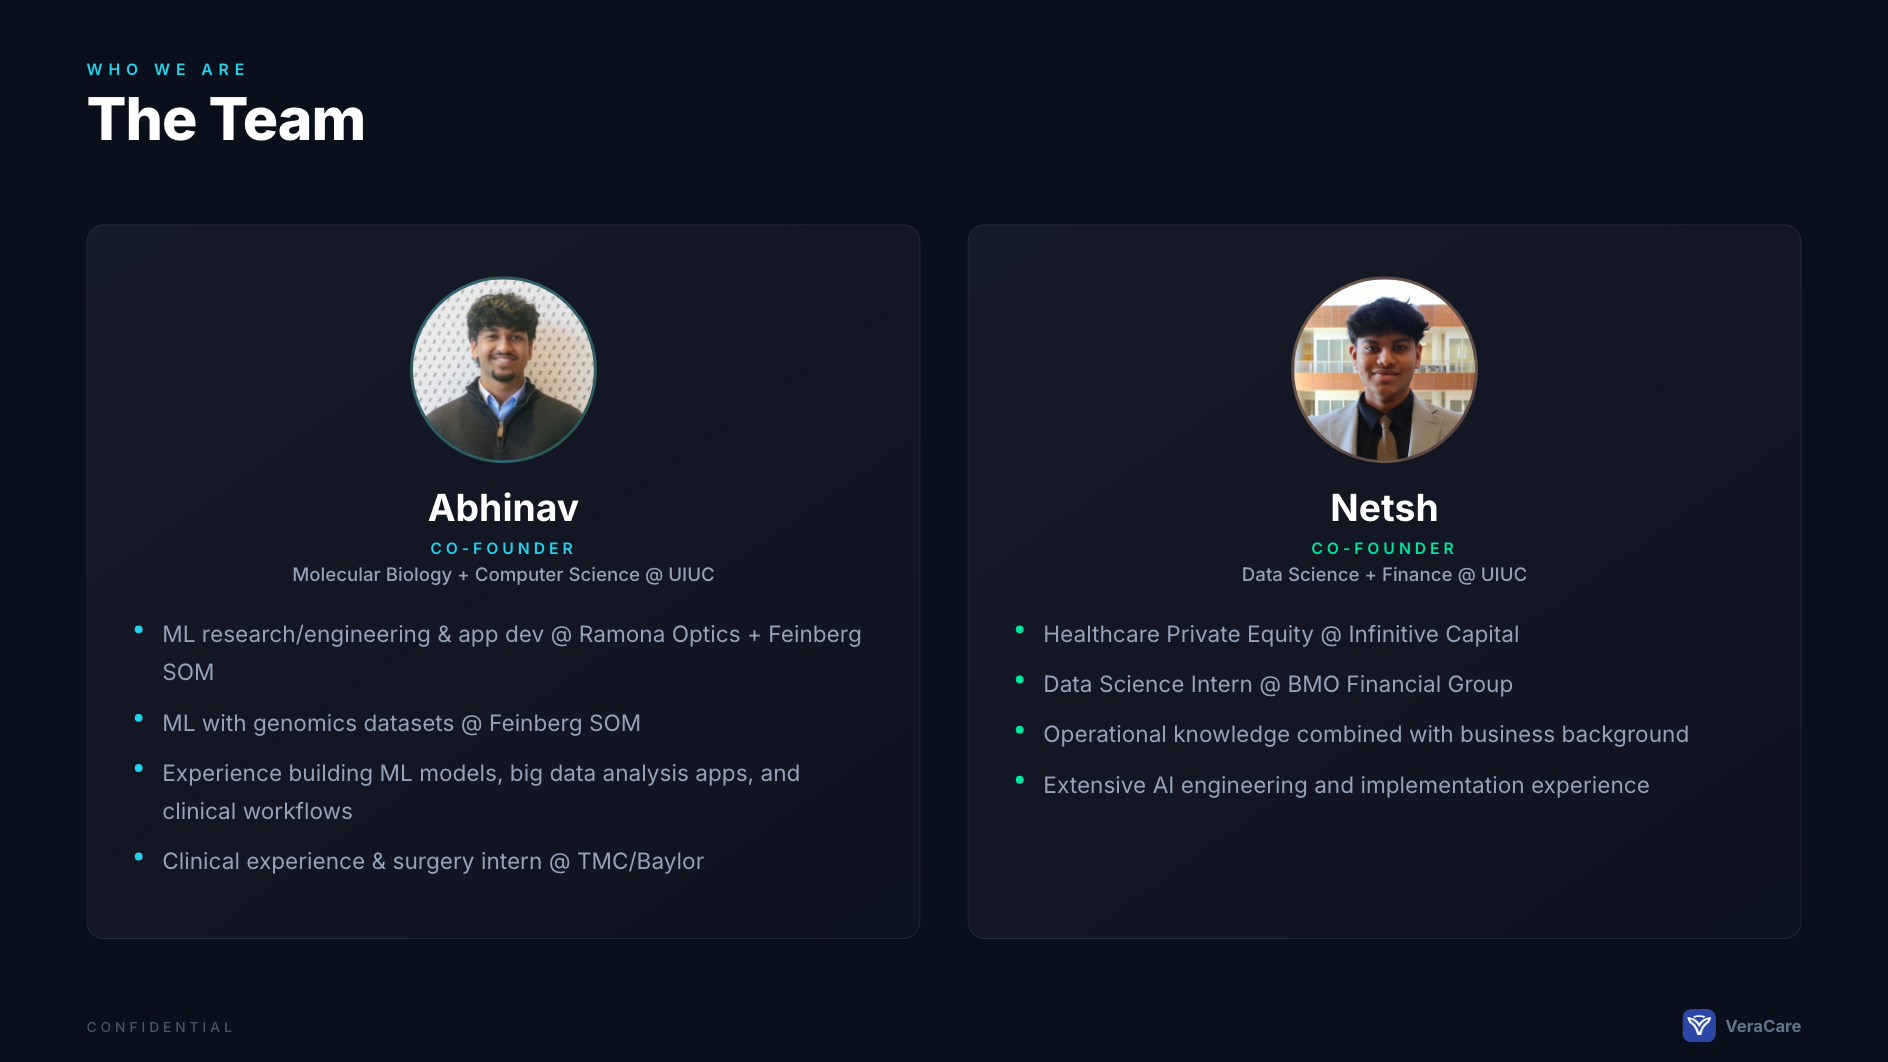 WHO WE ARE
The Team
Abhinav
CO-FOUNDER
Molecular Biology + Computer Science @ UIUC
• ML research/engineering & app dev @ Ramona Optics + Feinberg
SOM
• ML with genomics datasets @ Feinberg SOM
• Experience building ML models, big data analysis apps, and
clinical workflows
• Clinical experience & surgery intern @ TMC/Baylor
Netsh
CO-FOUNDER
Data Science + Finance @ UIUC
• Healthcare Private Equity @ Infinitive Capital
• Data Science Intern @ BMO Financial Group
• Operational knowledge combined with business background
• Extensive AI engineering and implementation experience
CONFIDENTIAL
VeraCare